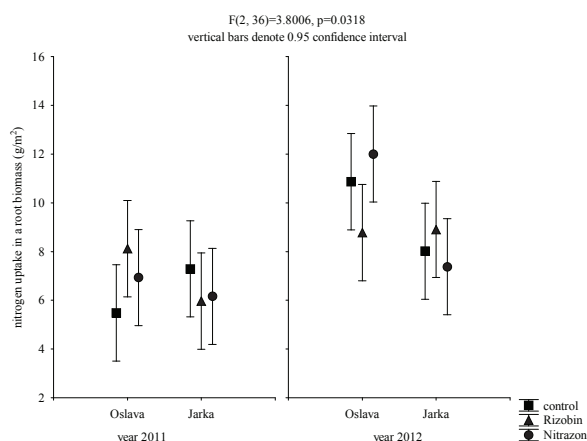 F(2, 36)=3.8006, p=0.0318
vertical bars denote 0.95 confidence interval
nitrogen uptake in a root biomass (g/m²)
16
14
12
10
8
6
4
2
Oslava Jarka Oslava Jarka
year 2011 year 2012
control
Rizobin
Nitrazon